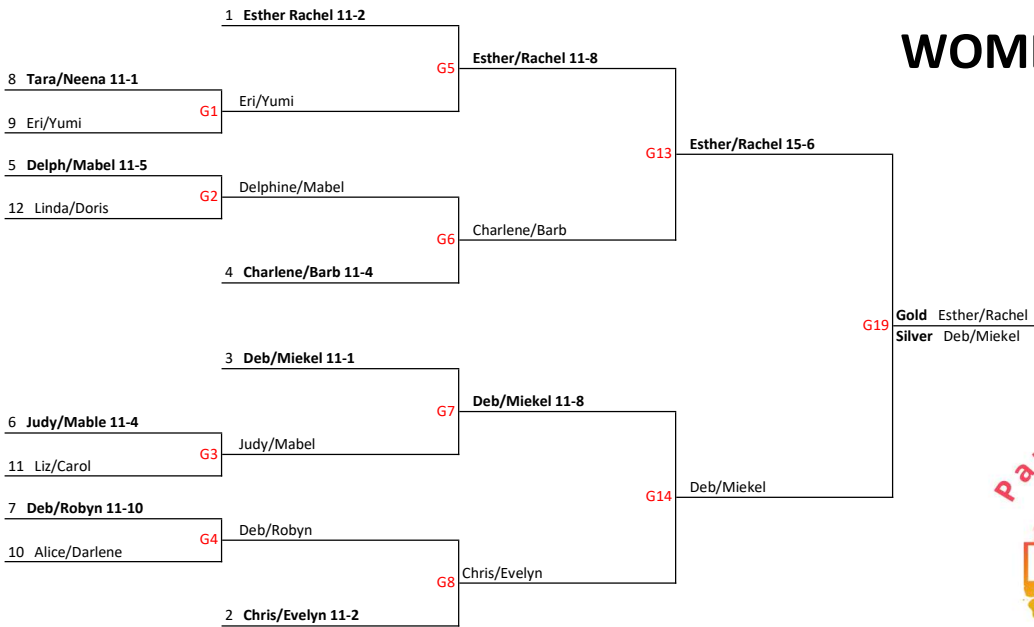 1 Esther Rachel 11-2
WOM
Esther/Rachel 11-8
G5
8 Tara/Neena 11-1
G1 Eri/Yumi
9 Eri/Yumi
Esther/Rachel 15-6
G13
5 Delph/Mabel 11-5
G2 Delphine/Mabel
12 Linda/Doris
G6 Charlene/Barb
4 Charlene/Barb 11-4
Gold Esther/Rachel
G19
Silver Deb/Miekel
3 Deb/Miekel 11-1
Deb/Miekel 11-8
G7
6 Judy/Mable 11-4
G3 Judy/Mabel
11 Liz/Carol
G14 Deb/Miekel
7 Deb/Robyn 11-10
G4 Deb/Robyn
10 Alice/Darlene
G8 Chris/Evelyn
2 Chris/Evelyn 11-2